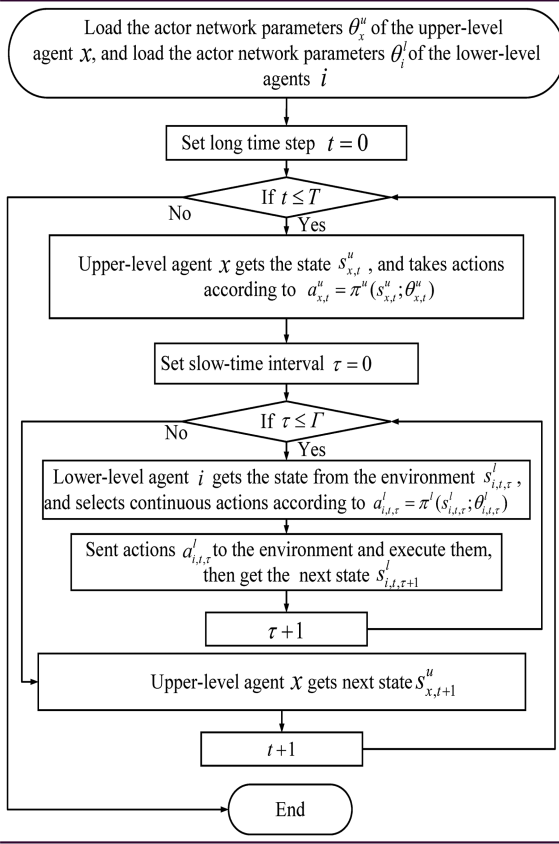 Load the actor network parameters θ_x^u of the upper-level
agent x, and load the actor network parameters θ_i^l of the lower-level
agents i
Set long time step t = 0
If t ≤ T
No
Yes
Upper-level agent x gets the state s_{x,t}^u , and takes actions
according to a_{x,t}^u = π^u(s_{x,t}^u;θ_{x,t}^u)
Set slow-time interval τ = 0
If τ ≤ Γ
No
Yes
Lower-level agent i gets the state from the environment s_{i,t,τ}^l ,
and selects continuous actions according to a_{i,t,τ}^l = π^l(s_{i,t,τ}^l;θ_{i,t,τ}^l)
Sent actions a_{i,t,τ}^l to the environment and execute them,
then get the next state s_{i,t,τ+1}^l
τ+1
Upper-level agent x gets next state s_{x,t+1}^u
t+1
End